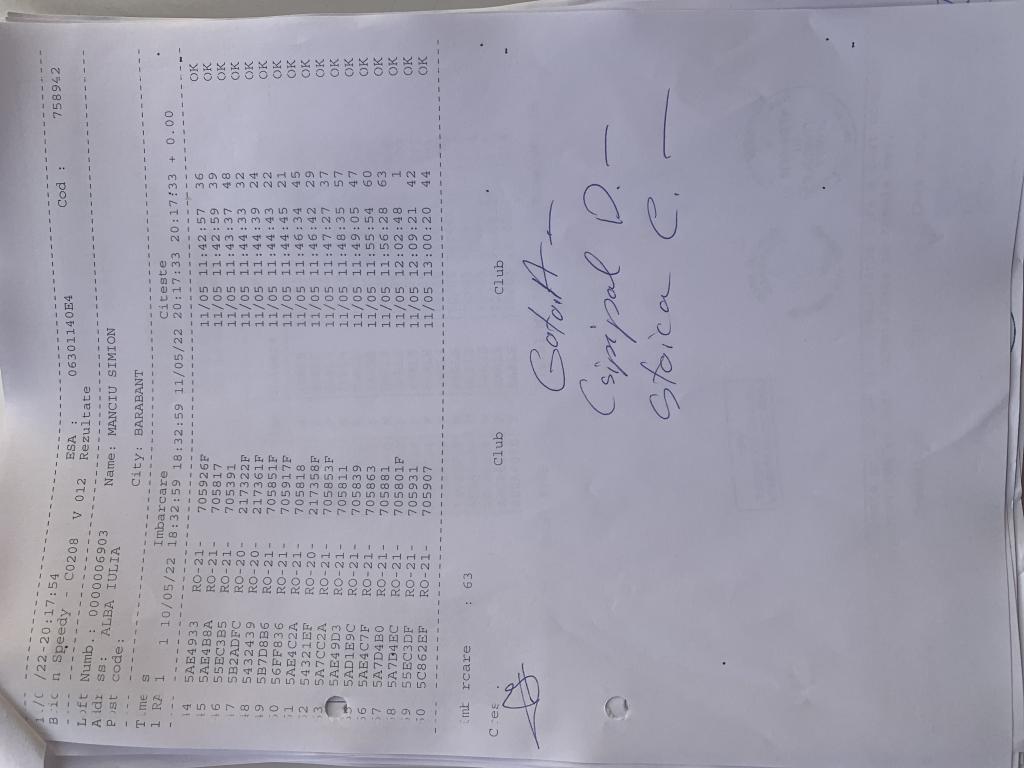 /22-20:17:54
n Speedy - C0208 V 012 ESA : 06301140E4 Cod : 758942
Numb.: 0000006903 Rezultate
ss: ALBA IULIA Name: MANCIU SIMION
code:
City: BARABANT
s Imbarcare Citeste
1 1 10/05/22 18:32:59 18:32:59 11/05/22 20:17:33 20:17:33 + 0.00
5AE4933 RO-21- 705926F 11/05 11:42:57 36 OK
5AE4B8A RO-21- 705817 11/05 11:42:59 39 OK
55EC3B5 RO-21- 705391 11/05 11:43:37 48 OK
5B2ADFC RO-20- 217322F 11/05 11:44:33 32 OK
5432439 RO-20- 217361F 11/05 11:44:39 24 OK
5B7D8B6 RO-21- 705851F 11/05 11:44:43 22 OK
56FF836 RO-21- 705917F 11/05 11:44:45 21 OK
5AE4C2A RO-21- 705818 11/05 11:46:34 45 OK
54321EF RO-20- 217358F 11/05 11:46:42 29 OK
5A7CC2A RO-21- 705853F 11/05 11:47:27 37 OK
5AE49D3 RO-21- 705811 11/05 11:48:35 57 OK
5AD1E9C RO-21- 705839 11/05 11:49:05 47 OK
5AE4C7F RO-21- 705863 11/05 11:55:54 60 OK
5A7D4B0 RO-21- 705881 11/05 11:56:28 63 OK
5A7B4EC RO-21- 705801F 11/05 12:02:48 1 OK
55EC3DF RO-21- 705931 11/05 12:09:21 42 OK
5C862EF RO-21- 705907 11/05 13:00:20 44 OK
rcare : 63
Club Club
Csipal D. —
Stoica C. —